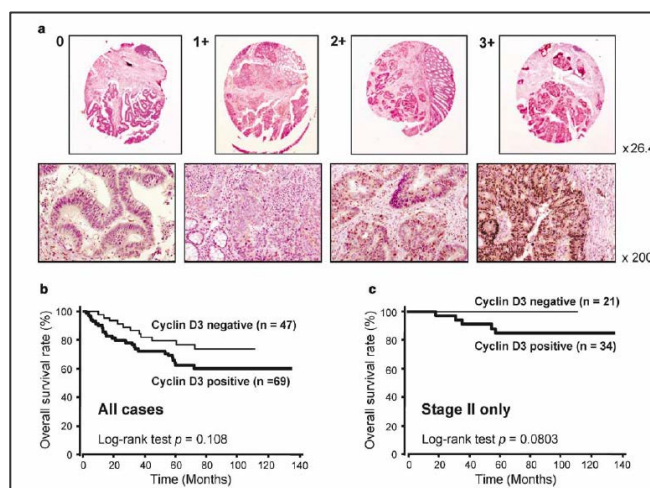 a
0 1+ 2+ 3+
x 26.4
x 200
b
Overall survival rate (%)
100
80
60
40
20
0
Cyclin D3 negative (n = 47)
Cyclin D3 positive (n =69)
All cases
Log-rank test p = 0.108
0 20 40 60 80 100 120 140
Time (Months)
c
Overall survival rate (%)
100
80
60
40
20
0
Cyclin D3 negative (n = 21)
Cyclin D3 positive (n = 34)
Stage II only
Log-rank test p = 0.0803
0 20 40 60 80 100 120 140
Time (Months)